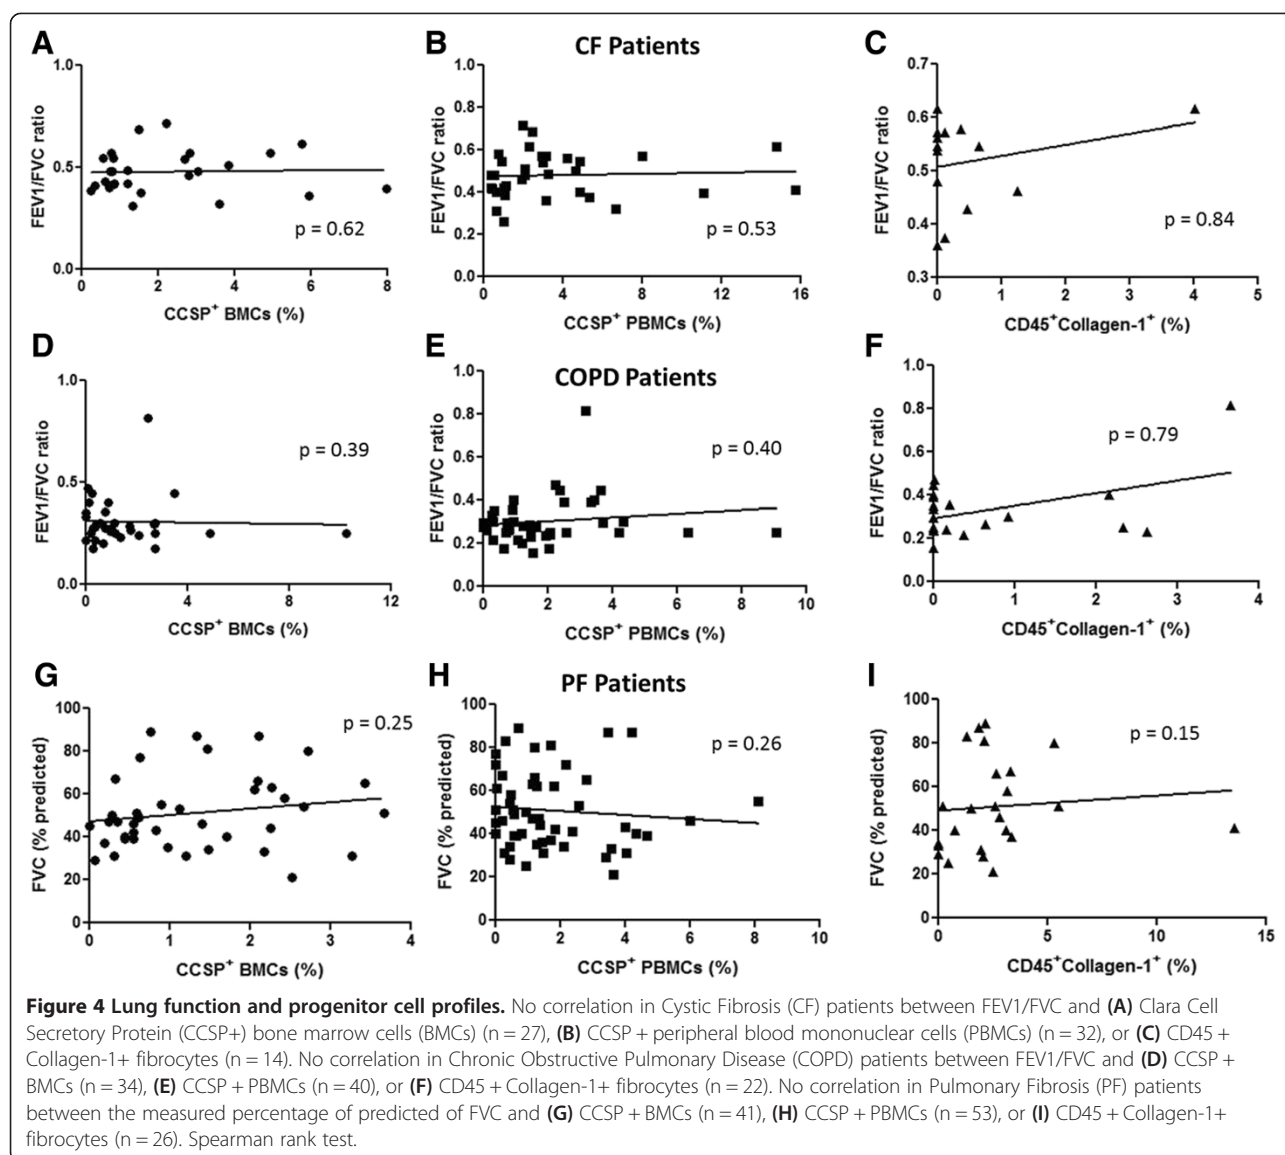 A
B
CF Patients
C
1.0
0.5
0.0
FEV1/FVC ratio
p = 0.62
0 2 4 6 8
CCSP+ BMCs (%)
1.0
0.8
0.6
0.4
0.2
0.0
FEV1/FVC ratio
p = 0.53
0 4 8 12 16
CCSP+ PBMCs (%)
0.7
0.6
0.5
0.4
0.3
FEV1/FVC ratio
p = 0.84
0 1 2 3 4 5
CD45+Collagen-1+ (%)
D
E
COPD Patients
F
1.0
0.5
0.0
FEV1/FVC ratio
p = 0.39
0 4 8 12
CCSP+ BMCs (%)
1.0
0.8
0.6
0.4
0.2
0.0
FEV1/FVC ratio
p = 0.40
0 2 4 6 8 10
CCSP+ PBMCs (%)
1.0
0.8
0.6
0.4
0.2
0.0
FEV1/FVC ratio
p = 0.79
0 1 2 3 4
CD45+Collagen-1+ (%)
G
H
PF Patients
I
100
80
60
40
20
0
FVC (% predicted)
p = 0.25
0 1 2 3 4
CCSP+ BMCs (%)
100
80
60
40
20
0
FVC (% predicted)
p = 0.26
0 2 4 6 8 10
CCSP+ PBMCs (%)
100
80
60
40
20
0
FVC (% predicted)
p = 0.15
0 5 10 15
CD45+Collagen-1+ (%)
Figure 4 Lung function and progenitor cell profiles. No correlation in Cystic Fibrosis (CF) patients between FEV1/FVC and (A) Clara Cell
Secretory Protein (CCSP+) bone marrow cells (BMCs) (n = 27), (B) CCSP + peripheral blood mononuclear cells (PBMCs) (n = 32), or (C) CD45 +
Collagen-1+ fibrocytes (n = 14). No correlation in Chronic Obstructive Pulmonary Disease (COPD) patients between FEV1/FVC and (D) CCSP +
BMCs (n = 34), (E) CCSP + PBMCs (n = 40), or (F) CD45 + Collagen-1+ fibrocytes (n = 22). No correlation in Pulmonary Fibrosis (PF) patients
between the measured percentage of predicted of FVC and (G) CCSP + BMCs (n = 41), (H) CCSP + PBMCs (n = 53), or (I) CD45 + Collagen-1+
fibrocytes (n = 26). Spearman rank test.